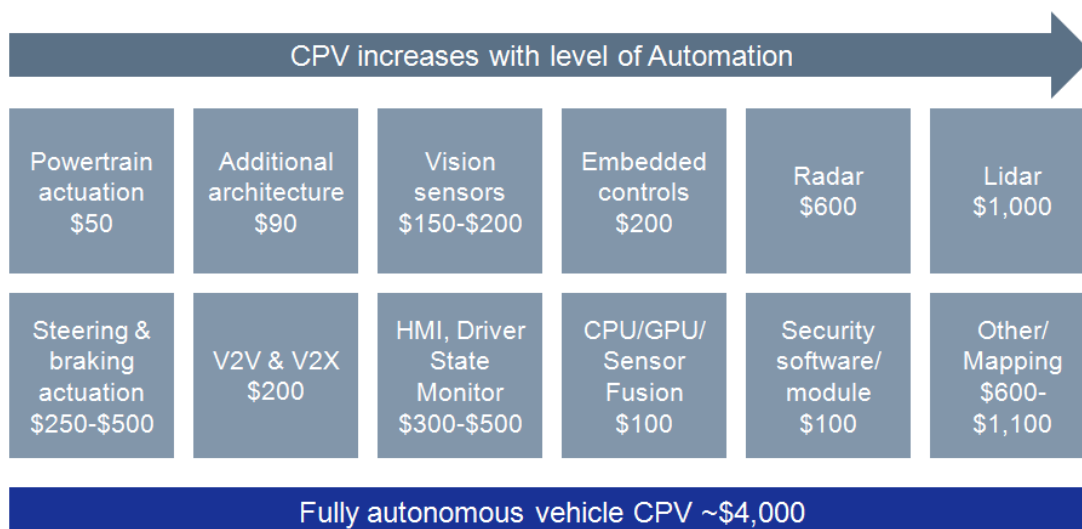 CPV increases with level of Automation
Powertrain
actuation
$50
Additional
architecture
$90
Vision
sensors
$150-$200
Embedded
controls
$200
Radar
$600
Lidar
$1,000
Steering &
braking
actuation
$250-$500
V2V & V2X
$200
HMI, Driver
State
Monitor
$300-$500
CPU/GPU/
Sensor
Fusion
$100
Security
software/
module
$100
Other/
Mapping
$600-
$1,100
Fully autonomous vehicle CPV ~$4,000